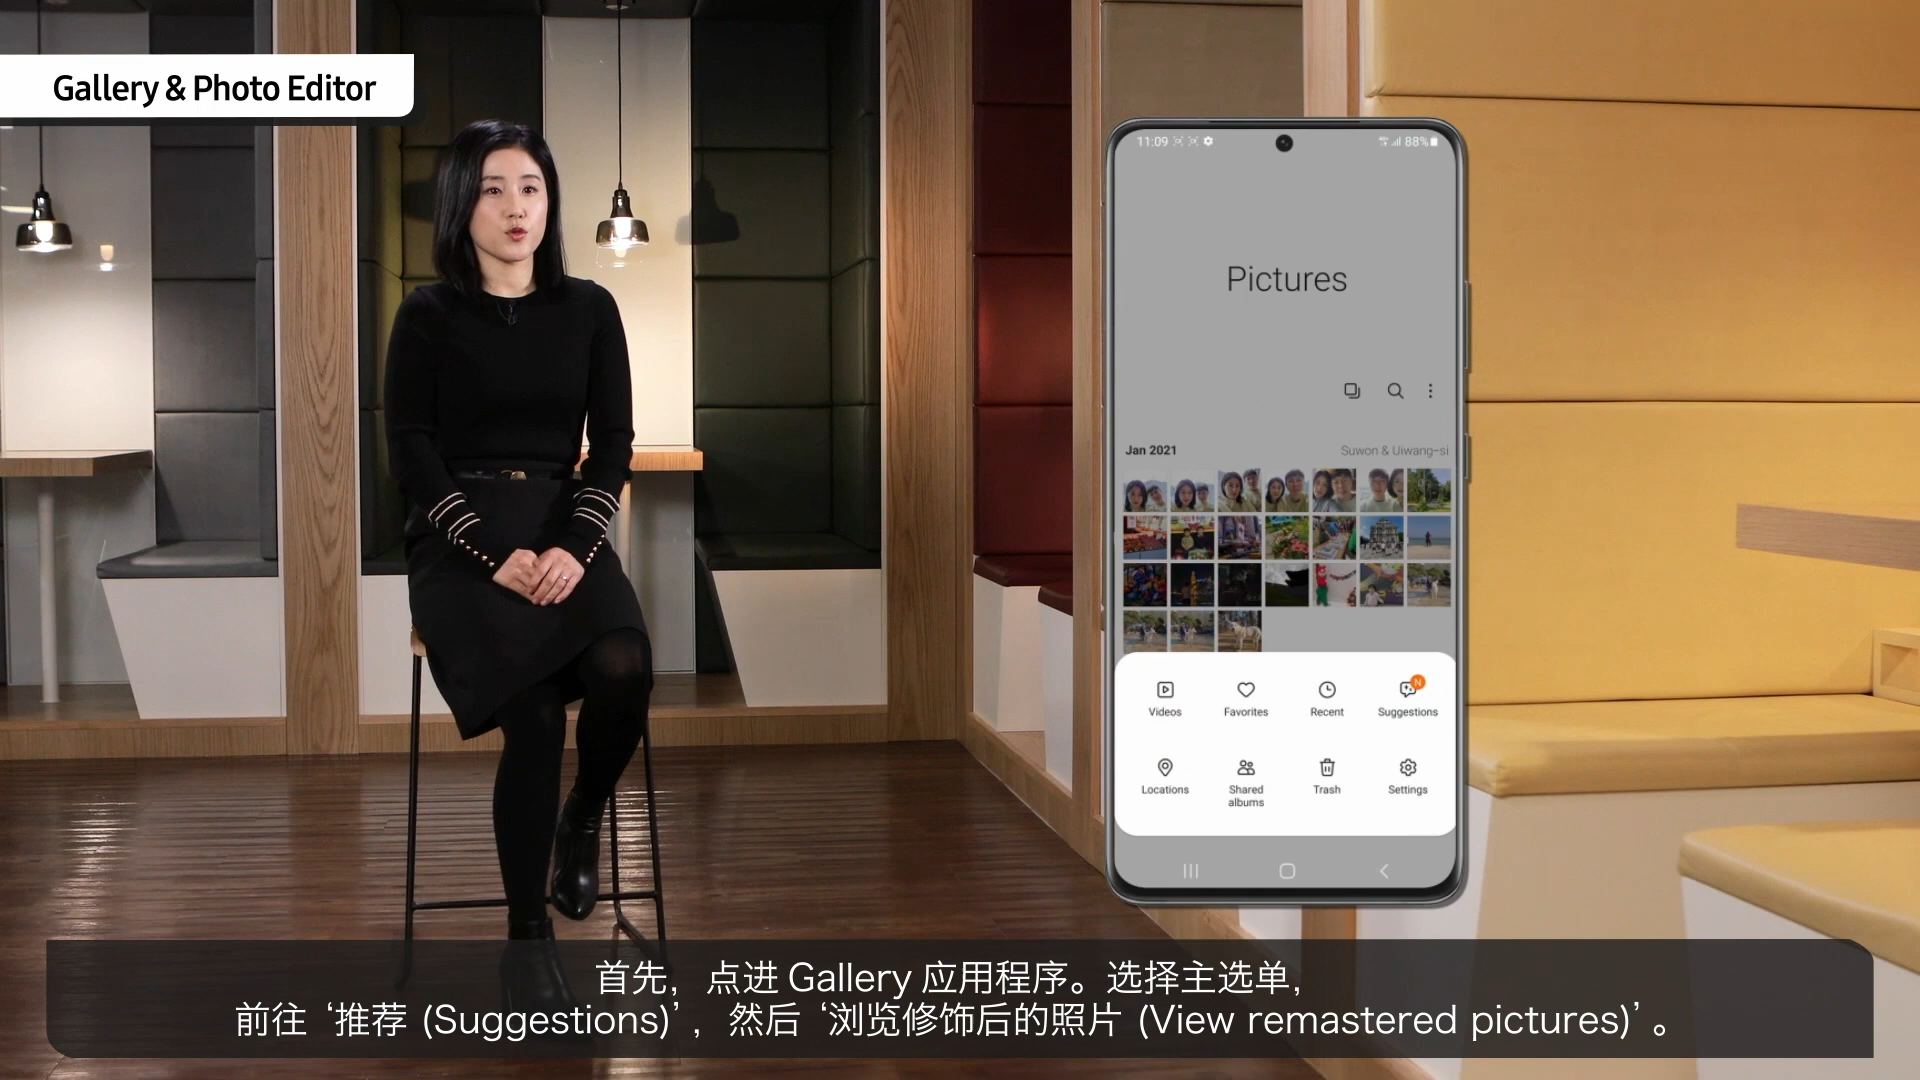 Gallery & Photo Editor
11:09
88%
Pictures
Jan 2021
Suwon & Uiwang-si
Videos
Favorites
Recent
N
Suggestions
Locations
Shared
albums
Trash
Settings
首先，点进 Gallery 应用程序。选择主选单，
前往 ‘推荐 (Suggestions)’，然后 ‘浏览修饰后的照片 (View remastered pictures)’。